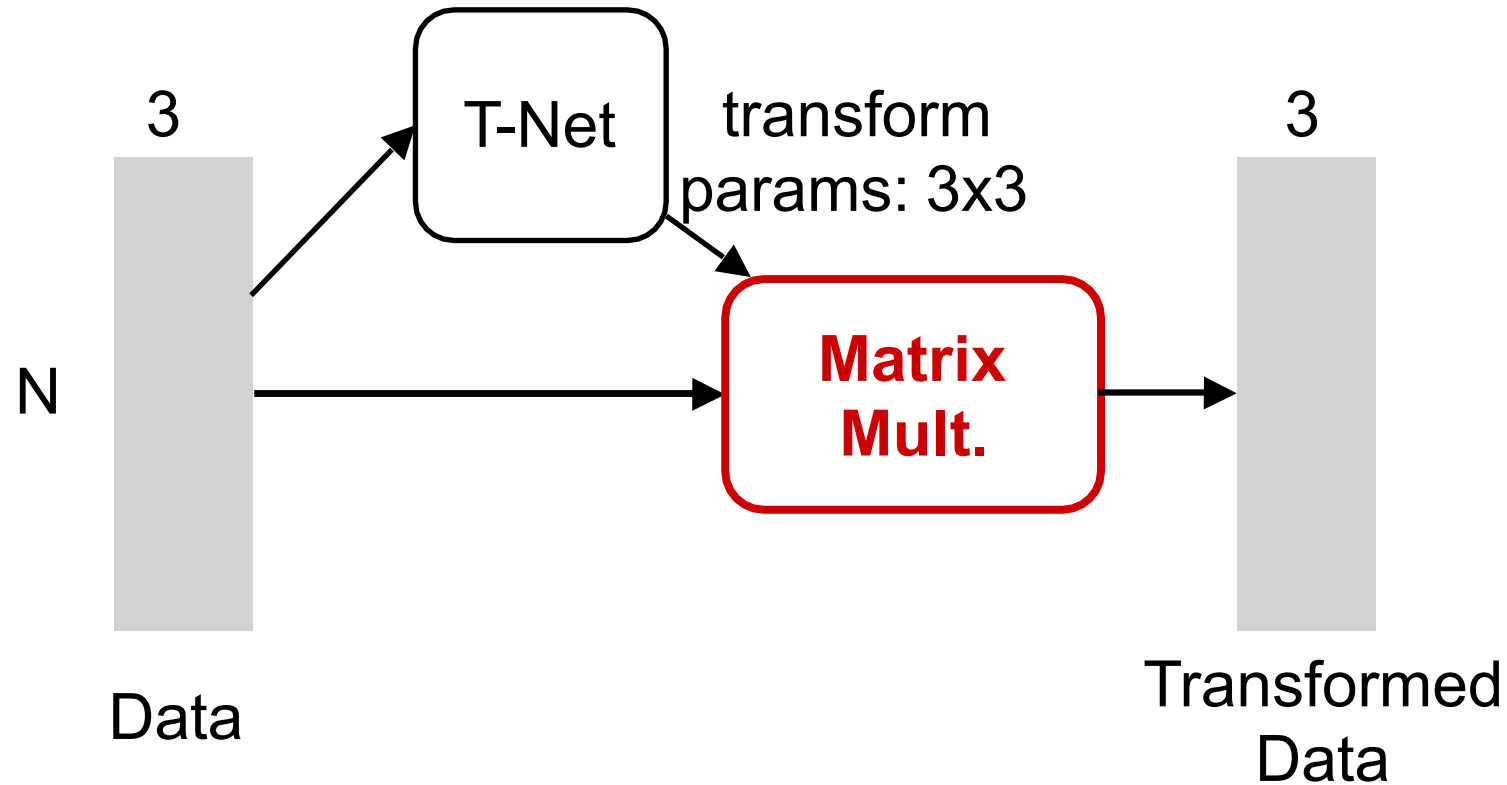 3
T-Net
transform
params: 3x3
3
N
Matrix
Mult.
Data
Transformed
Data